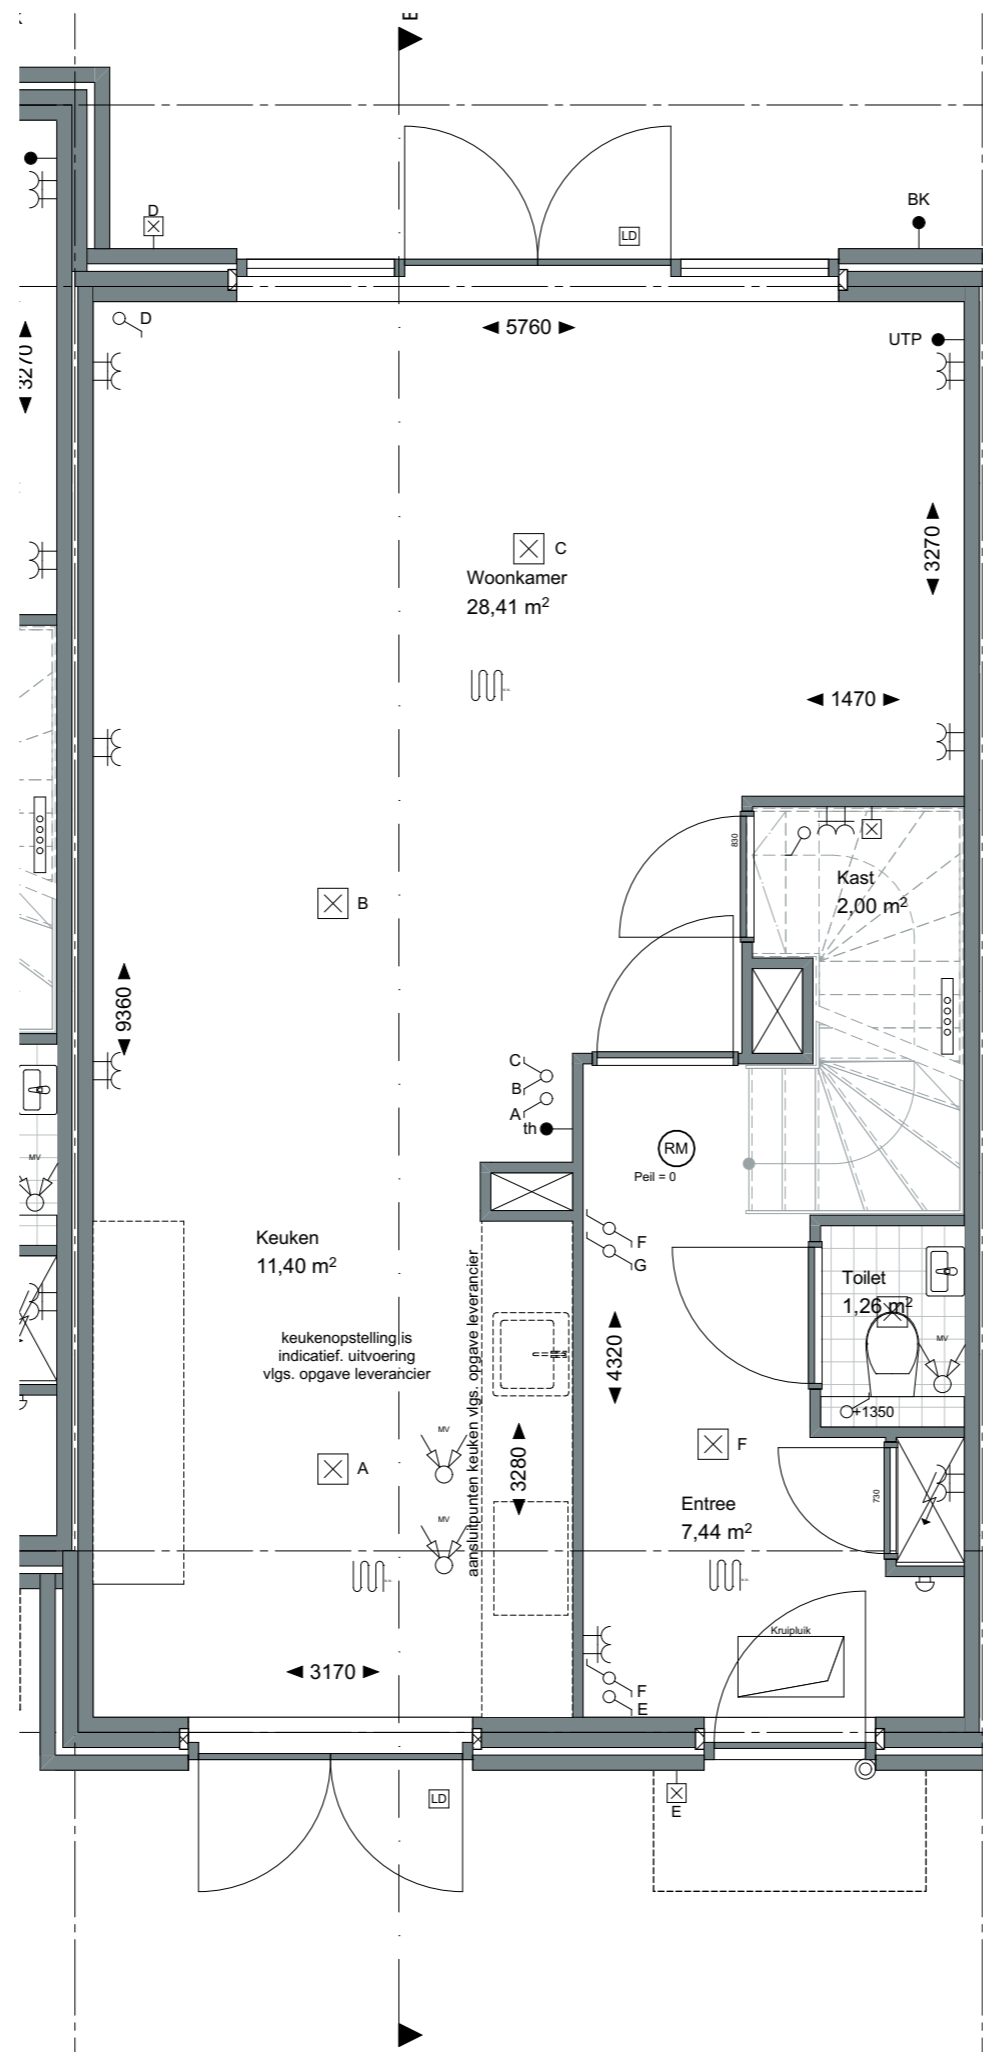 D
LD
BK
D
5760
UTP
3270
3270
C
Woonkamer
28,41 m²
1470
830
Kast
2,00 m²
B
9360
C
B
A
th
RM
Peil = 0
MV
F
G
Keuken
11,40 m²
Toilet
1,26 m²
MV
keukenopstelling is
indicatief. uitvoering
vlgs. opgave leverancier
aansluitpunten keuken vlgs. opgave leverancier
4320
+1350
MV
A
3280
F
730
Entree
7,44 m²
MV
Kruipluik
3170
F
E
LD
E